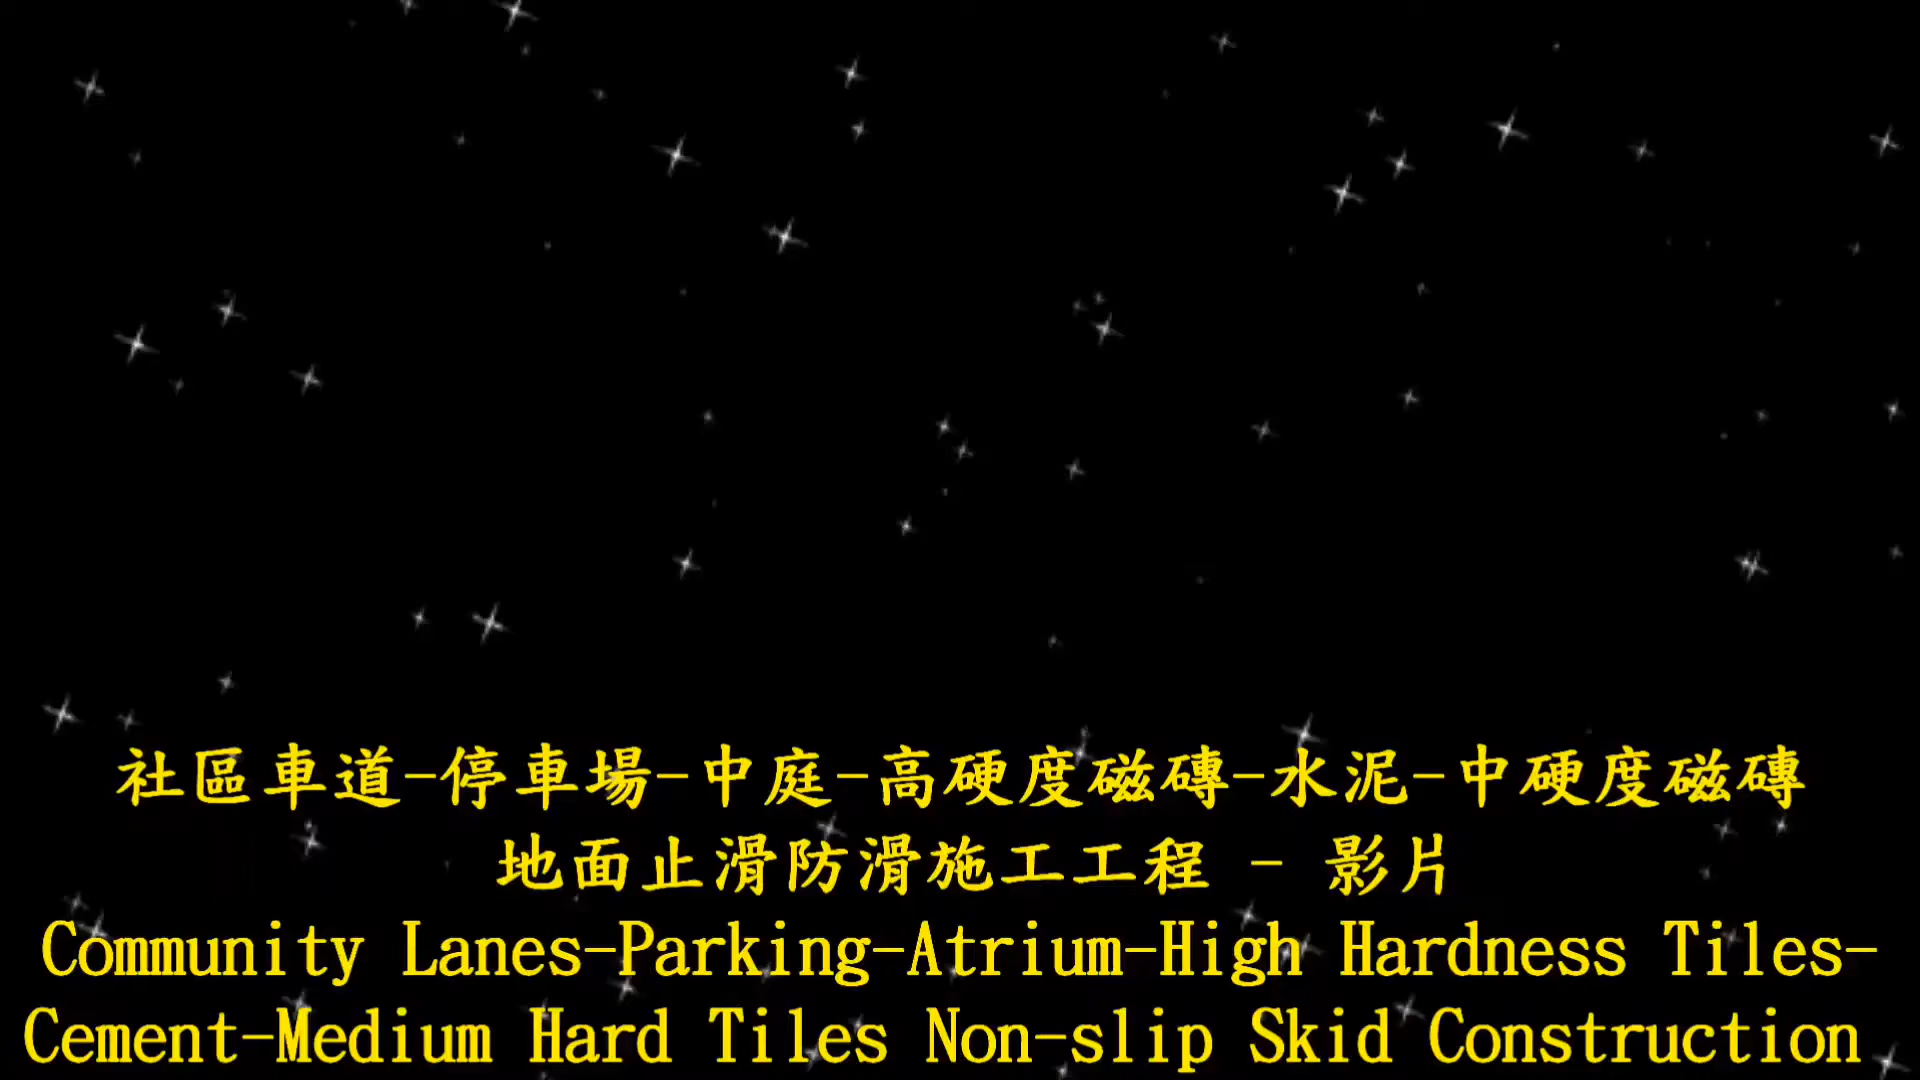 社區車道-停車場-中庭-高硬度磁磚-水泥-中硬度磁磚
地面止滑防滑施工工程 - 影片
Community Lanes-Parking-Atrium-High Hardness Tiles-
Cement-Medium Hard Tiles Non-slip Skid Construction